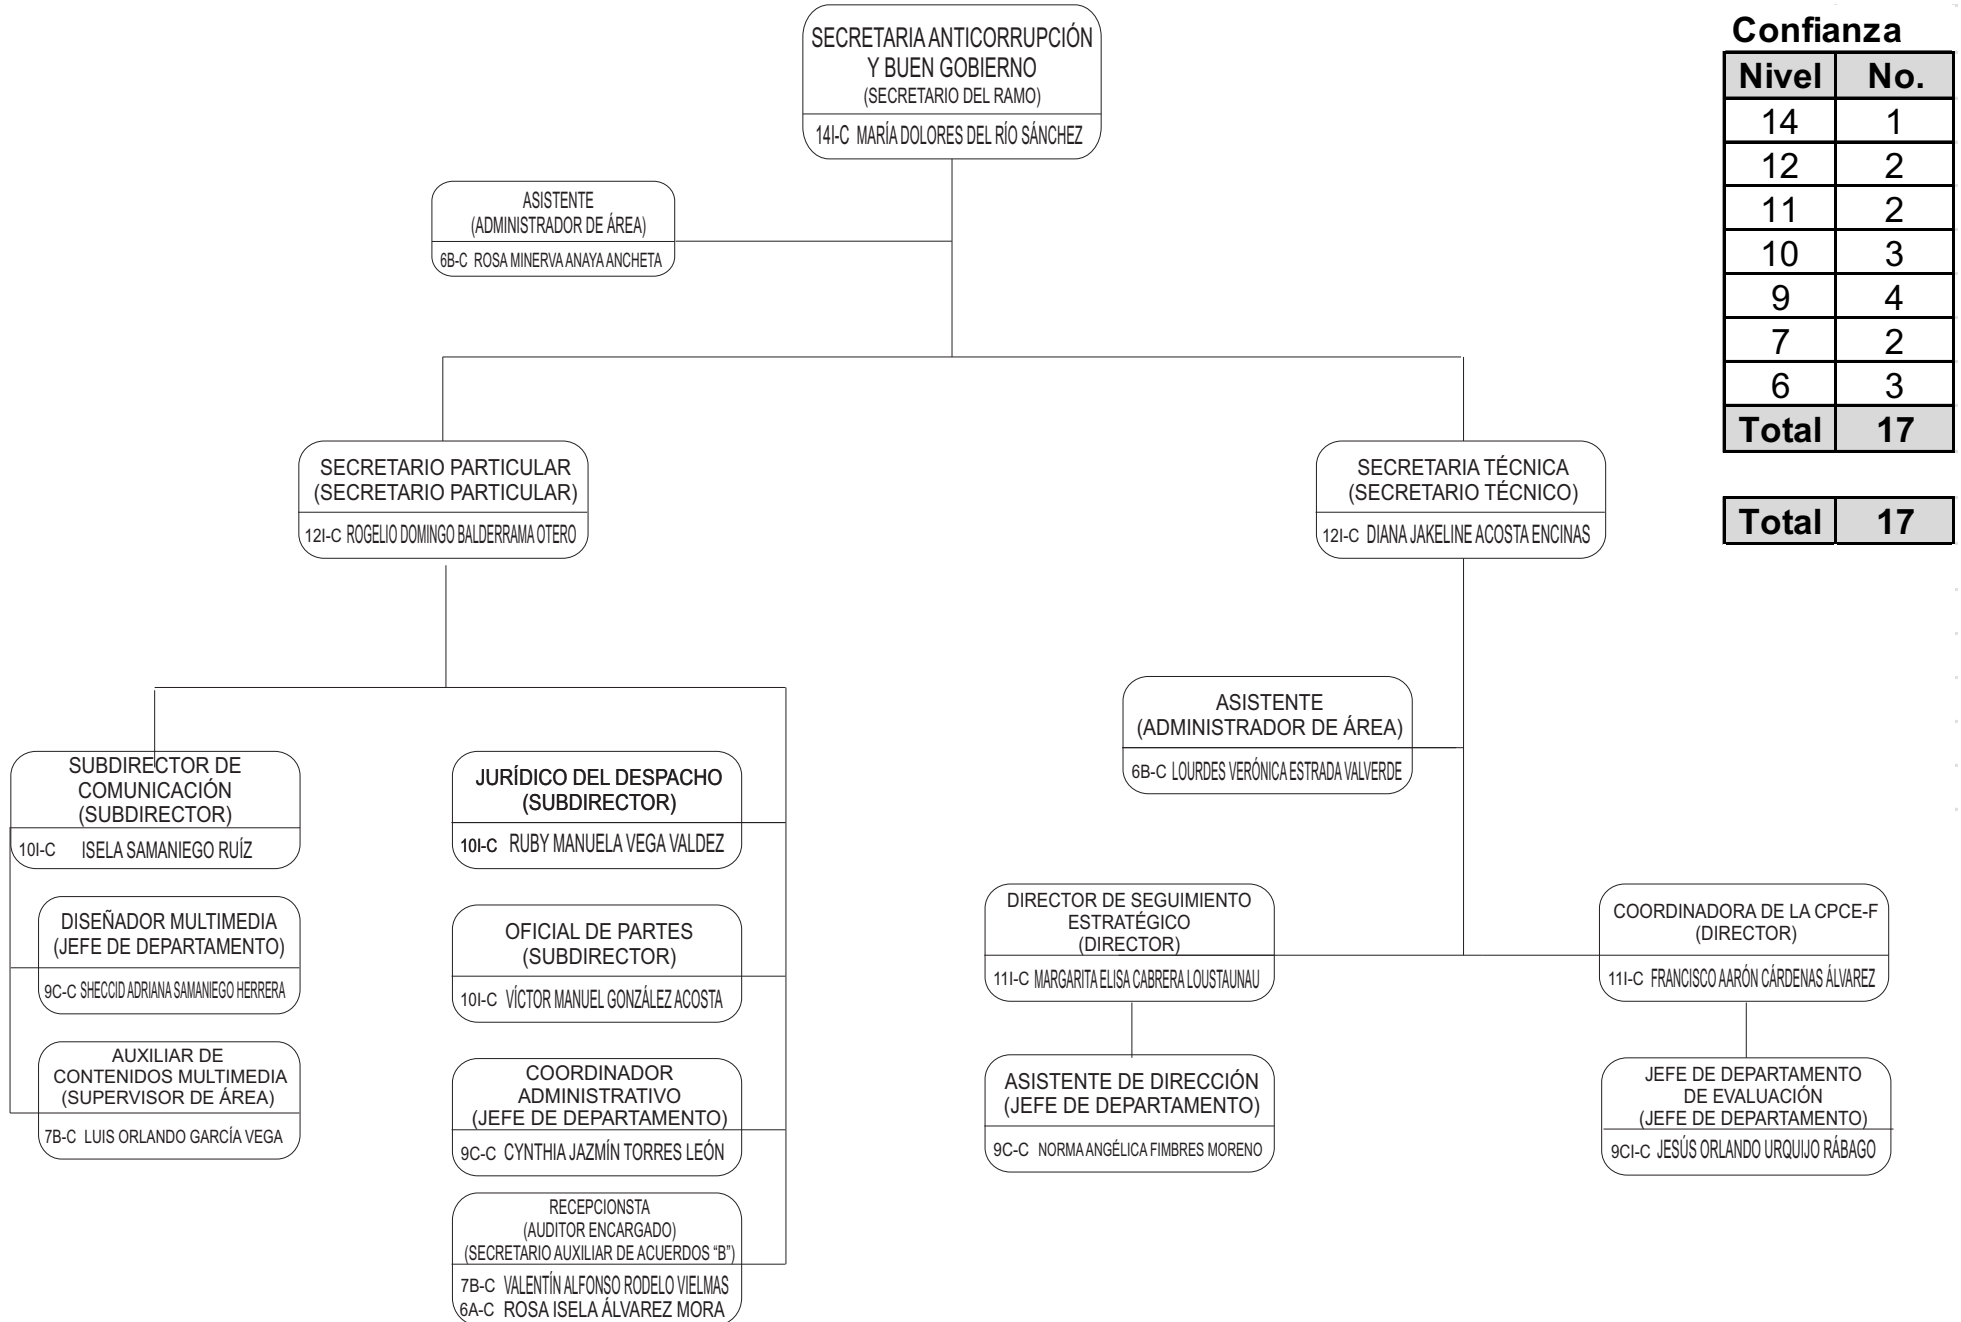 SECRETARIA ANTICORRUPCIÓN
Y BUEN GOBIERNO
(SECRETARIO DEL RAMO)
14I-C MARÍA DOLORES DEL RÍO SÁNCHEZ
ASISTENTE
(ADMINISTRADOR DE ÁREA)
6B-C ROSA MINERVA ANAYA ANCHETA
SECRETARIO PARTICULAR
(SECRETARIO PARTICULAR)
12I-C ROGELIO DOMINGO BALDERRAMA OTERO
SECRETARIA TÉCNICA
(SECRETARIO TÉCNICO)
12I-C DIANA JAKELINE ACOSTA ENCINAS
SUBDIRECTOR DE
COMUNICACIÓN
(SUBDIRECTOR)
10I-C ISELA SAMANIEGO RUÍZ
DISEÑADOR MULTIMEDIA
(JEFE DE DEPARTAMENTO)
9C-C SHECCID ADRIANA SAMANIEGO HERRERA
AUXILIAR DE
CONTENIDOS MULTIMEDIA
(SUPERVISOR DE ÁREA)
7B-C LUIS ORLANDO GARCÍA VEGA
JURÍDICO DEL DESPACHO
(SUBDIRECTOR)
10I-C RUBY MANUELA VEGA VALDEZ
OFICIAL DE PARTES
(SUBDIRECTOR)
10I-C VÍCTOR MANUEL GONZÁLEZ ACOSTA
COORDINADOR
ADMINISTRATIVO
(JEFE DE DEPARTAMENTO)
9C-C CYNTHIA JAZMÍN TORRES LEÓN
RECEPCIONSTA
(AUDITOR ENCARGADO)
(SECRETARIO AUXILIAR DE ACUERDOS “B”)
7B-C VALENTÍN ALFONSO RODELO VIELMAS
6A-C ROSA ISELA ÁLVAREZ MORA
ASISTENTE
(ADMINISTRADOR DE ÁREA)
6B-C LOURDES VERÓNICA ESTRADA VALVERDE
DIRECTOR DE SEGUIMIENTO
ESTRATÉGICO
(DIRECTOR)
11I-C MARGARITA ELISA CABRERA LOUSTAUNAU
ASISTENTE DE DIRECCIÓN
(JEFE DE DEPARTAMENTO)
9C-C NORMA ANGÉLICA FIMBRES MORENO
COORDINADORA DE LA CPCE-F
(DIRECTOR)
11I-C FRANCISCO AARÓN CÁRDENAS ÁLVAREZ
JEFE DE DEPARTAMENTO
DE EVALUACIÓN
(JEFE DE DEPARTAMENTO)
9CI-C JESÚS ORLANDO URQUIJO RÁBAGO
Confianza
Nivel No.
14 1
12 2
11 2
10 3
9 4
7 2
6 3
Total 17
Total 17